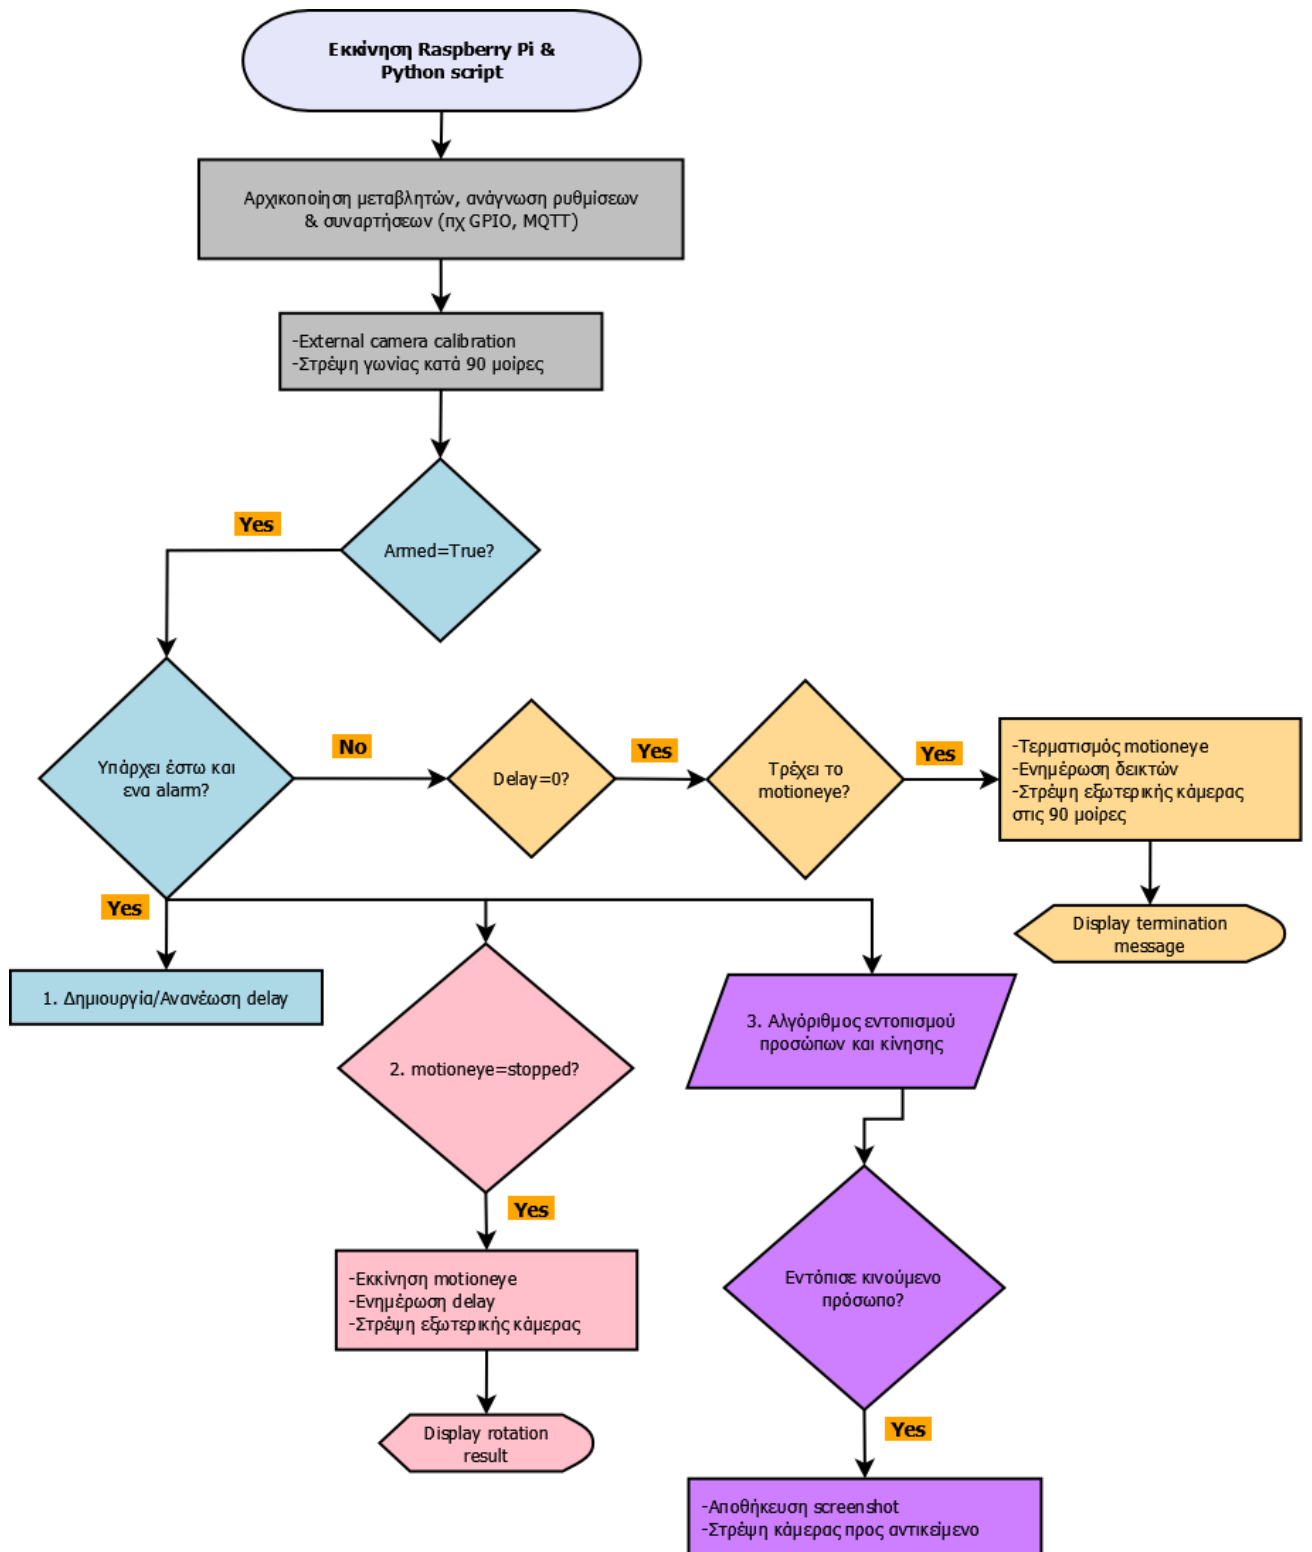 Εκκίνηση Raspberry Pi &
Python script
Αρχικοποίηση μεταβλητών, ανάγνωση ρυθμίσεων
& συναρτήσεων (πχ GPIO, MQTT)
-External camera calibration
-Στρέψη γωνίας κατά 90 μοίρες
Yes
Armed=True?
Υπάρχει έστω και
ενα alarm?
No
Delay=0?
Yes
Τρέχει το
motioneye?
Yes
-Τερματισμός motioneye
-Ενημέρωση δεικτών
-Στρέψη εξωτερικής κάμερας
στις 90 μοίρες
Display termination
message
Yes
1. Δημιουργία/Ανανέωση delay
2. motioneye=stopped?
3. Αλγόριθμος εντοπισμού
προσώπων και κίνησης
Yes
-Εκκίνηση motioneye
-Ενημέρωση delay
-Στρέψη εξωτερικής κάμερας
Display rotation
result
Εντόπισε κινούμενο
πρόσωπο?
Yes
-Αποθήκευση screenshot
-Στρέψη κάμερας προς αντικείμενο